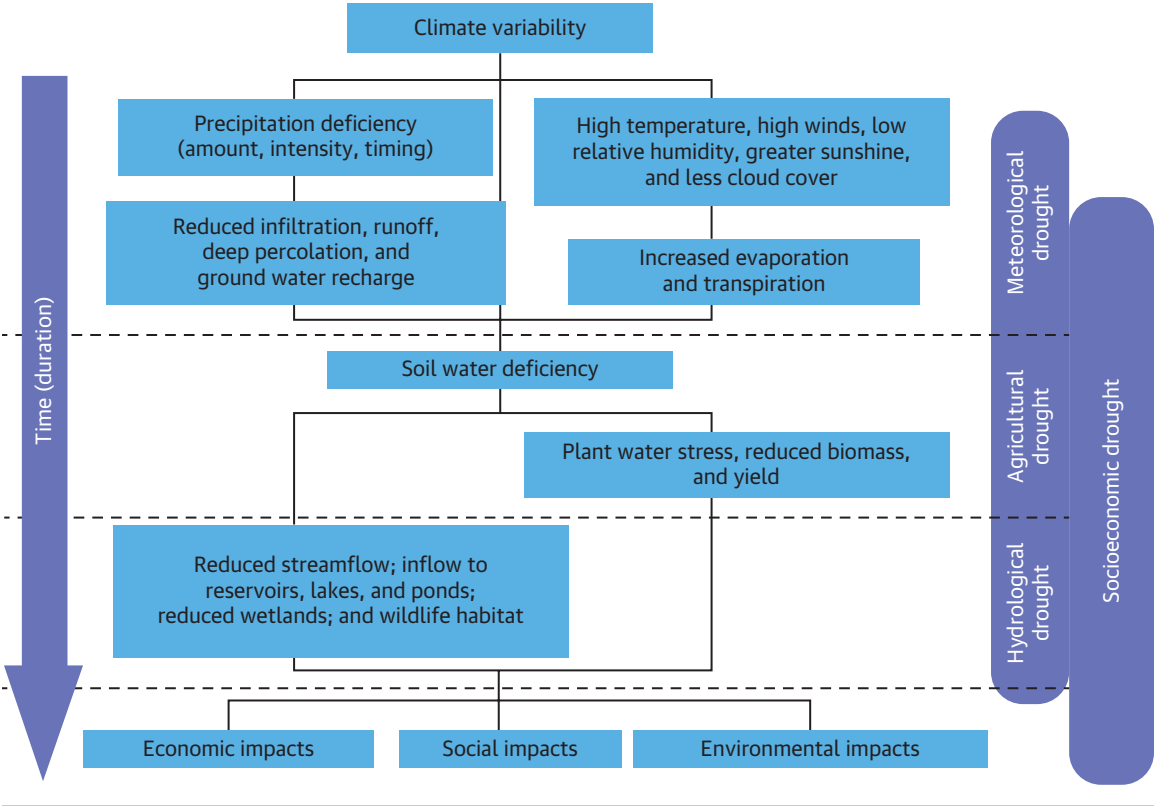 Climate variability
Precipitation deficiency
(amount, intensity, timing)
High temperature, high winds, low
relative humidity, greater sunshine,
and less cloud cover
Reduced infiltration, runoff,
deep percolation, and
ground water recharge
Increased evaporation
and transpiration
Soil water deficiency
Plant water stress, reduced biomass,
and yield
Reduced streamflow; inflow to
reservoirs, lakes, and ponds;
reduced wetlands; and wildlife habitat
Economic impacts
Social impacts
Environmental impacts
Time (duration)
Meteorological
drought
Agricultural
drought
Hydrological
drought
Socioeconomic drought